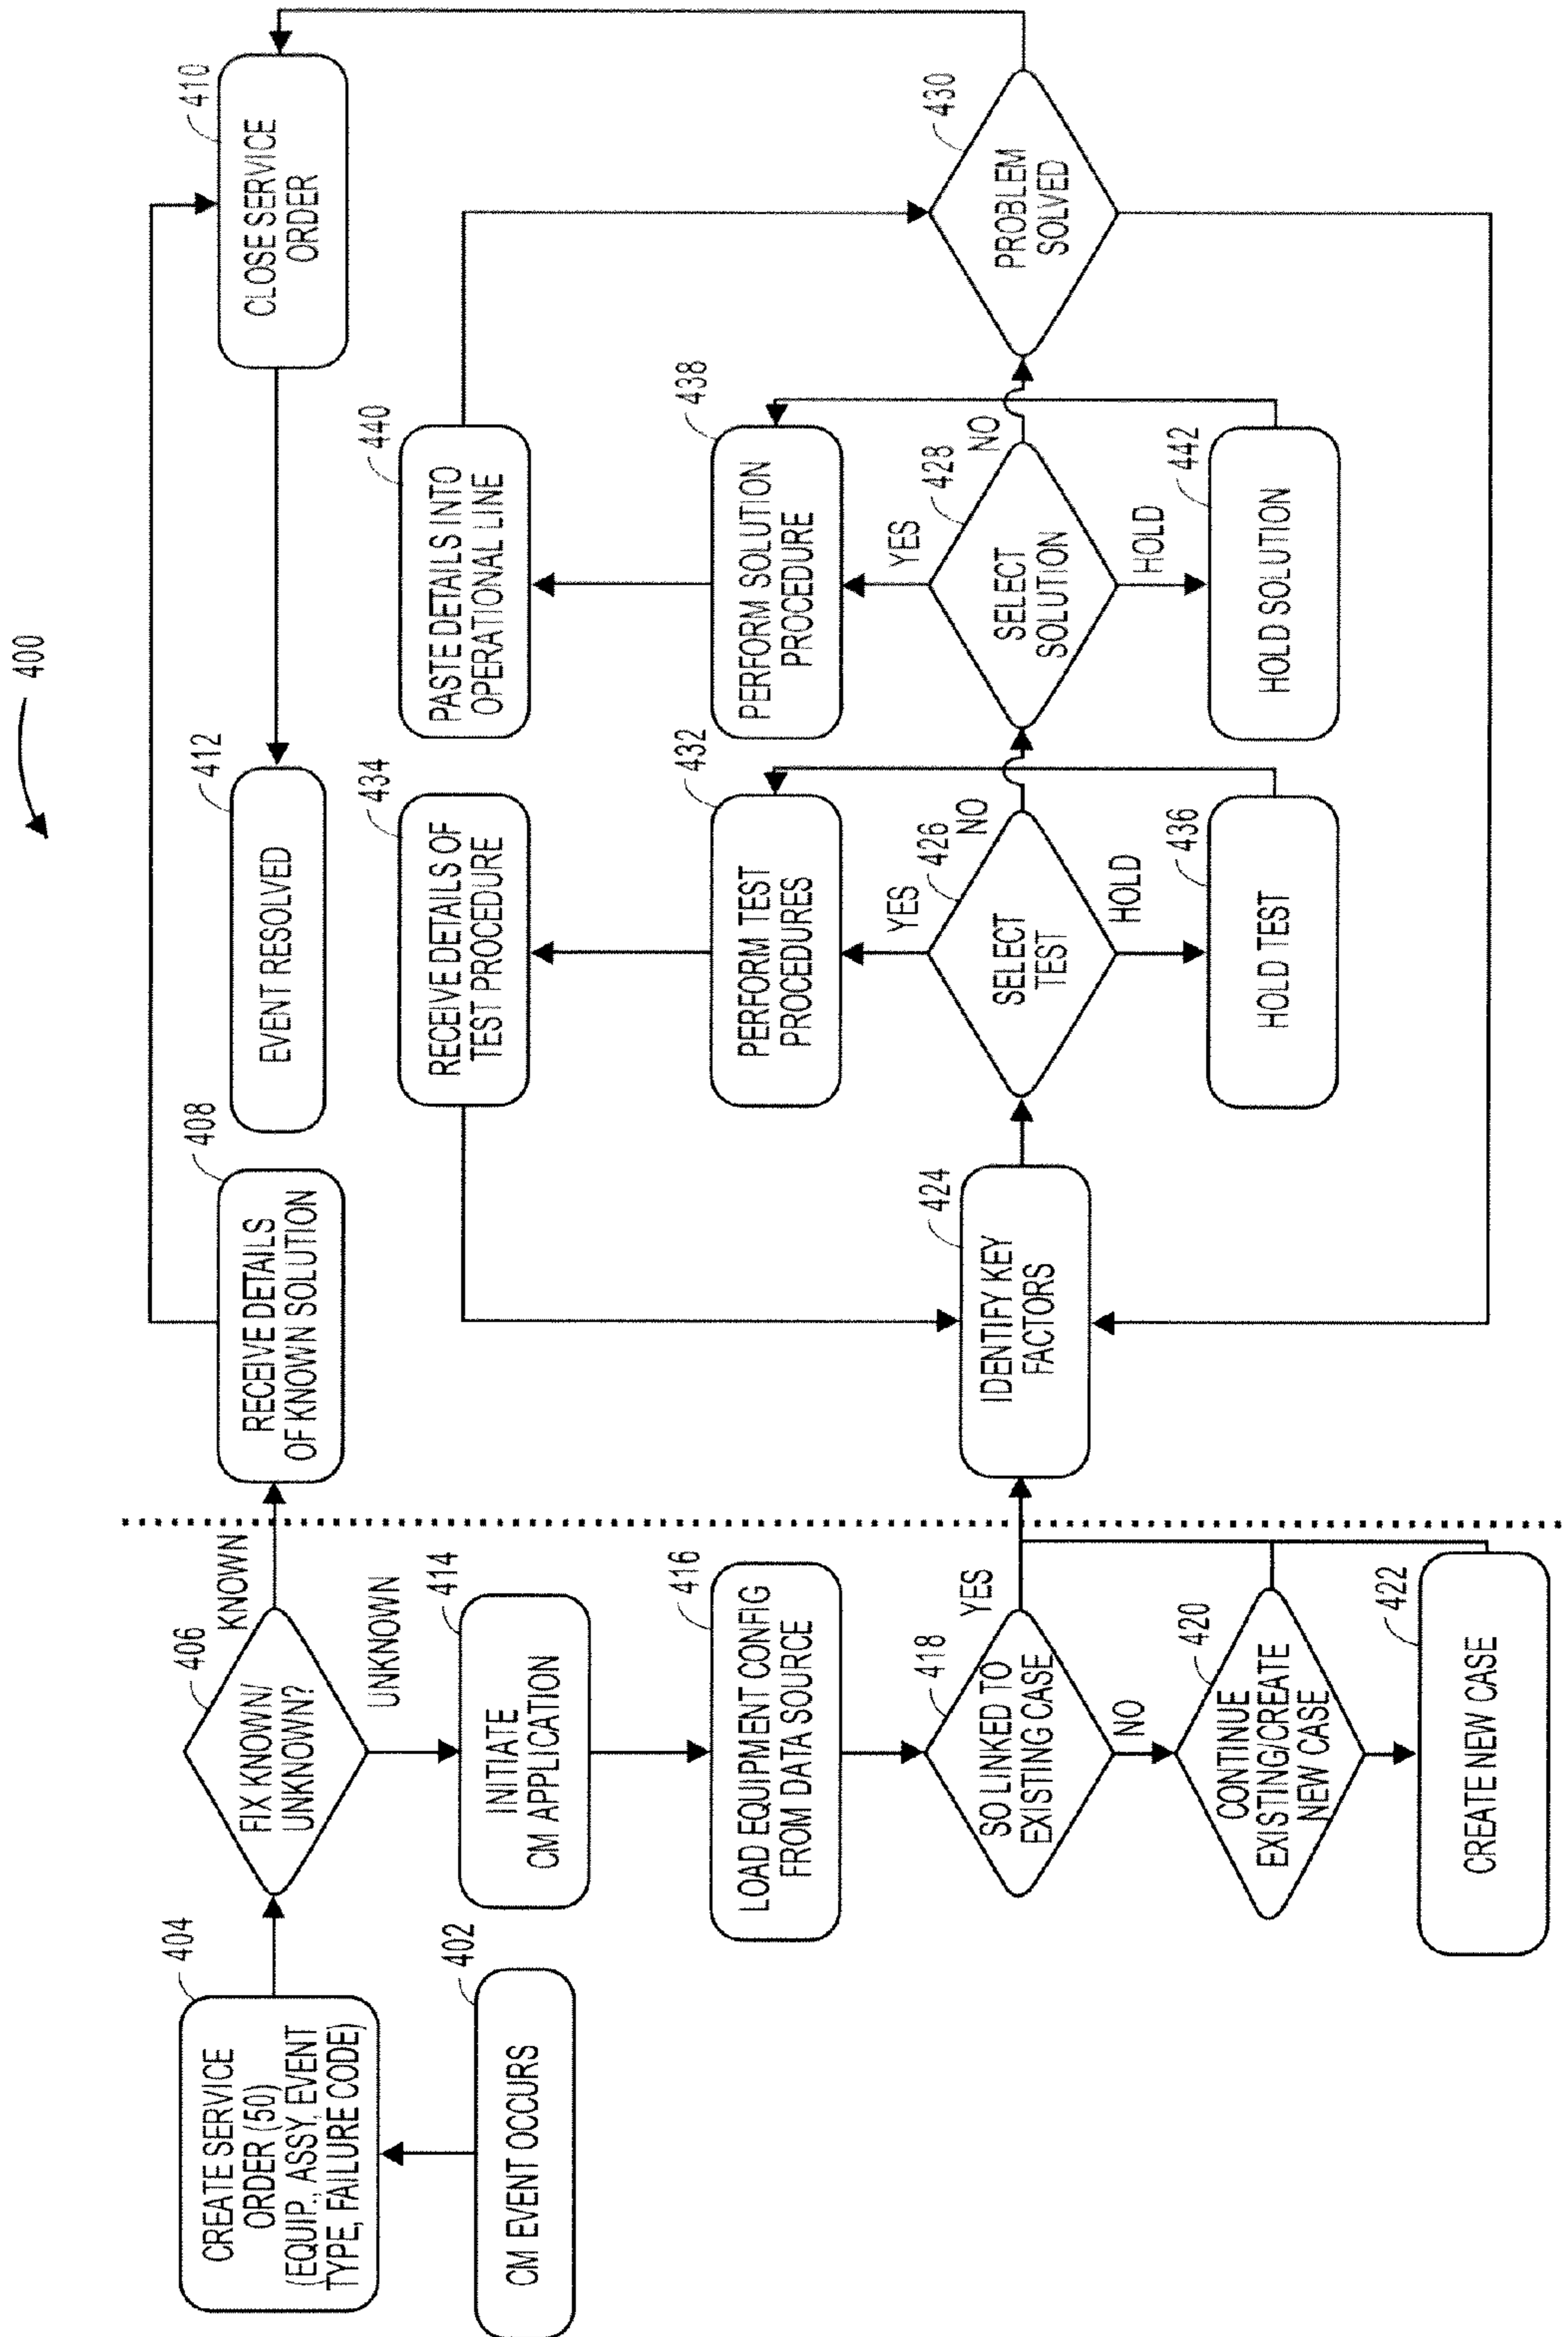 400
404
CREATE SERVICE
ORDER (50)
(EQUIP., ASSY, EVENT
TYPE, FAILURE CODE)
402
CM EVENT OCCURS
406
FIX KNOWN/
UNKNOWN?
KNOWN
UNKNOWN
408
RECEIVE DETAILS
OF KNOWN SOLUTION
412
EVENT RESOLVED
410
CLOSE SERVICE
ORDER
414
INITIATE
CM APPLICATION
416
LOAD EQUIPMENT CONFIG
FROM DATA SOURCE
418
SO LINKED TO
EXISTING CASE
YES
NO
420
CONTINUE
EXISTING/CREATE
NEW CASE
422
CREATE NEW CASE
424
IDENTIFY KEY
FACTORS
434
RECEIVE DETAILS OF
TEST PROCEDURE
432
PERFORM TEST
PROCEDURES
YES
426
NO
SELECT
TEST
HOLD
436
HOLD TEST
440
PASTE DETAILS INTO
OPERATIONAL LINE
438
PERFORM SOLUTION
PROCEDURE
YES
428
NO
SELECT
SOLUTION
HOLD
442
HOLD SOLUTION
430
PROBLEM
SOLVED